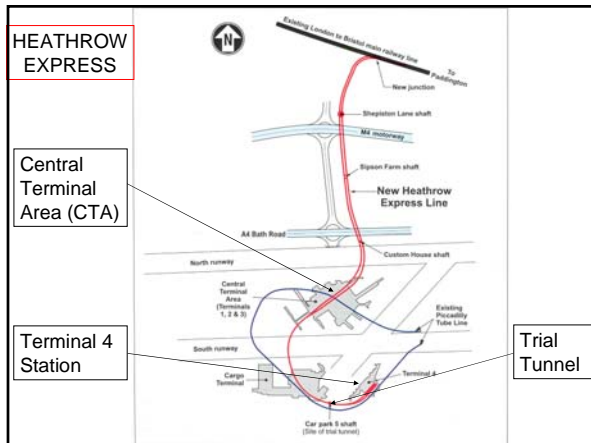 HEATHROW
EXPRESS
N
Existing London to Bristol main railway line
To
Paddington
New junction
Shepiston Lane shaft
M4 motorway
Central
Terminal
Area (CTA)
Sipson Farm shaft
New Heathrow
Express Line
A4 Bath Road
Custom House shaft
North runway
Central
Terminal
Area
(Terminals
1, 2 & 3)
Existing
Piccadilly
Tube Line
South runway
Terminal 4
Station
Trial
Tunnel
Cargo
Terminal
Terminal 4
Car park 5 shaft
(Site of trial tunnel)